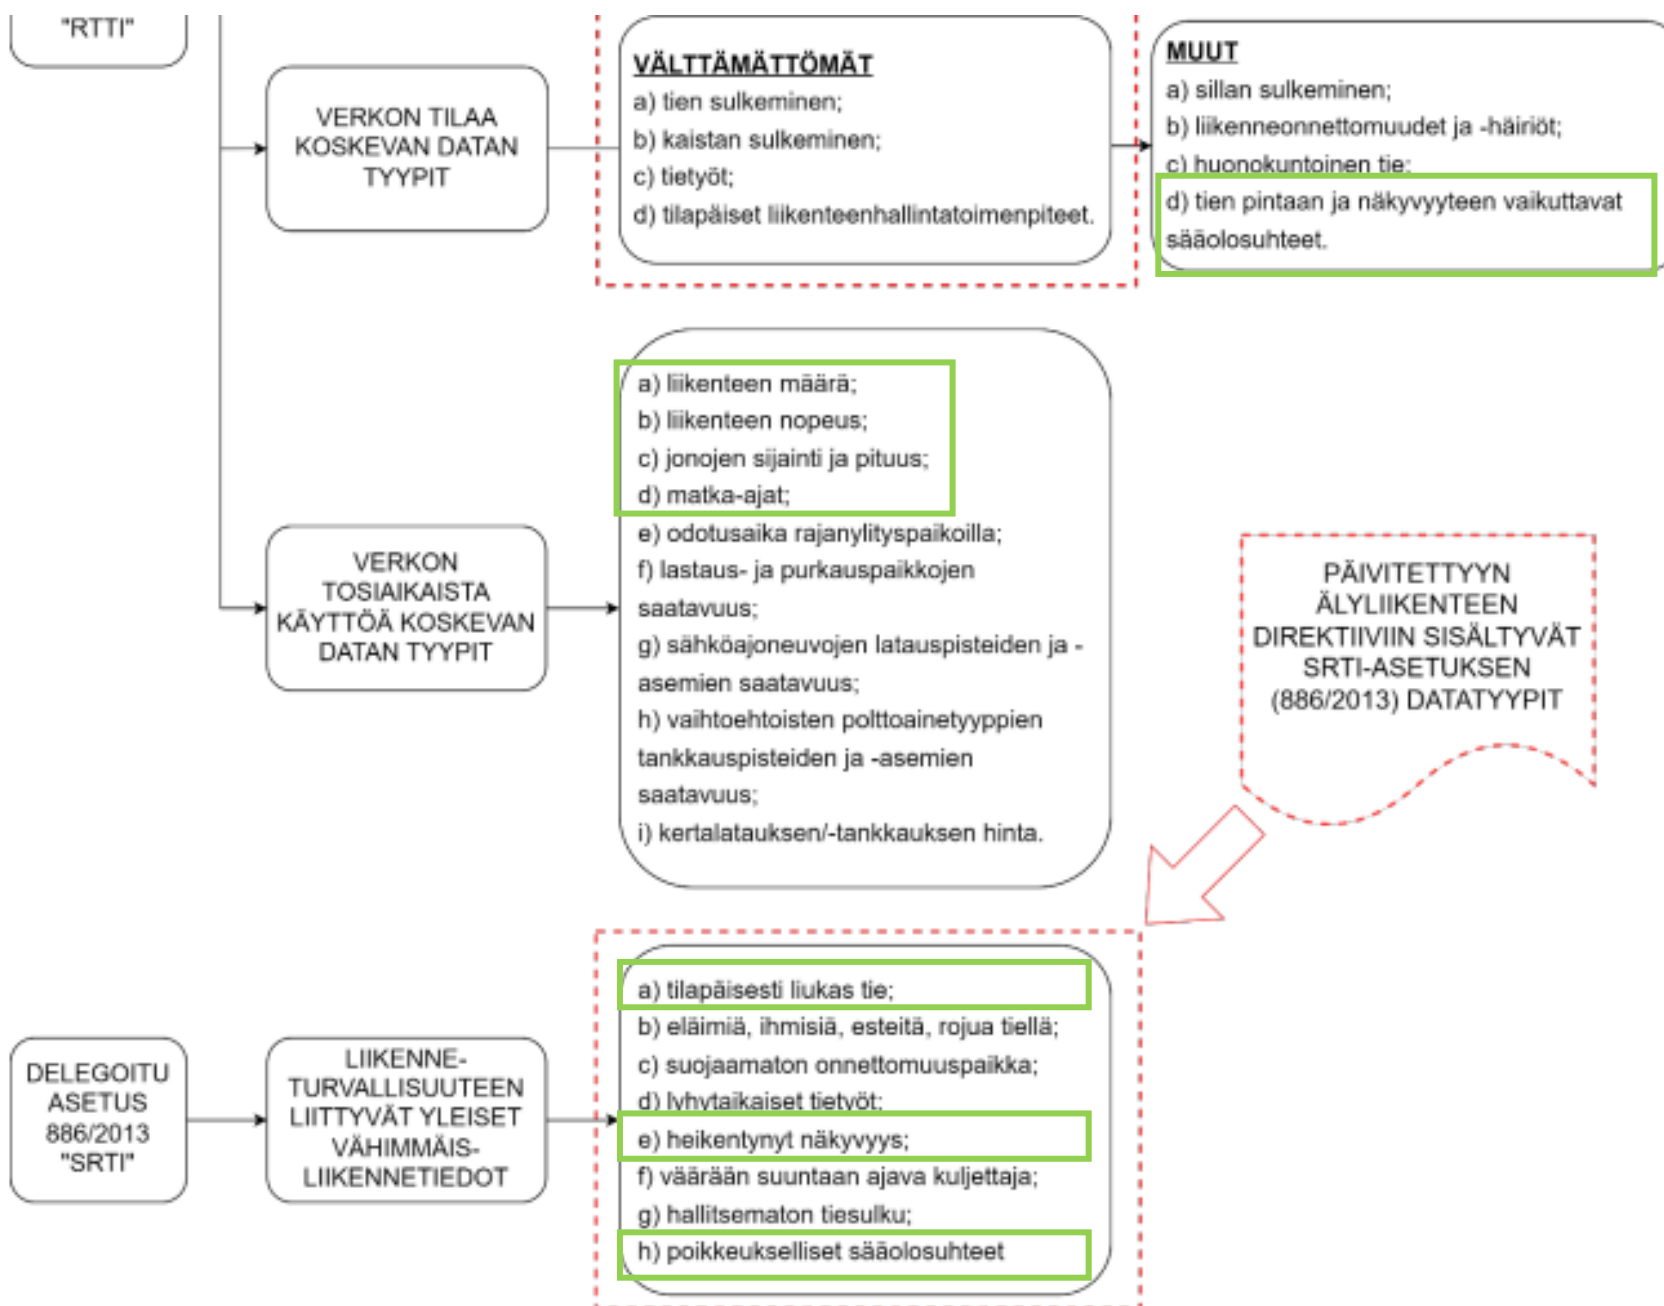 "RTTI"
VERKON TILAA
KOSKEVAN DATAN
TYYPIT
VÄLTTÄMÄTTÖMÄT
a) tien sulkeminen;
b) kaistan sulkeminen;
c) tietyöt;
d) tilapäiset liikenteenhallintatoimenpiteet.
MUUT
a) sillan sulkeminen;
b) liikenneonnettomuudet ja -häiriöt;
c) huonokuntoinen tie;
d) tien pintaan ja näkyvyyteen vaikuttavat
sääolosuhteet.
VERKON
TOSIAIKAISTA
KÄYTTÖÄ KOSKEVAN
DATAN TYYPIT
a) liikenteen määrä;
b) liikenteen nopeus;
c) jonojen sijainti ja pituus;
d) matka-ajat;
e) odotusaika rajanylityspaikoilla;
f) lastaus- ja purkauspaikkojen
saatavuus;
g) sähköajoneuvojen latauspisteiden ja -
asemien saatavuus;
h) vaihtoehtoisten polttoainetyyppien
tankkauspisteiden ja -asemien
saatavuus;
i) kertalatauksen/-tankkauksen hinta.
PÄIVITETTYYN
ÄLYLIIKENTEEN
DIREKTIIVIIN SISÄLTYVÄT
SRTI-ASETUKSEN
(886/2013) DATATYYPIT
DELEGOITU
ASETUS
886/2013
"SRTI"
LIIKENNE-
TURVALLISUUTEEN
LIITTYVÄT YLEISET
VÄHIMMÄIS-
LIIKENNETIEDOT
a) tilapäisesti liukas tie;
b) eläimiä, ihmisiä, esteitä, rojua tiellä;
c) suojaamaton onnettomuuspaikka;
d) lyhytaikaiset tietyöt;
e) heikentynyt näkyvyys;
f) väärään suuntaan ajava kuljettaja;
g) hallitsematon tiesulku;
h) poikkeukselliset sääolosuhteet